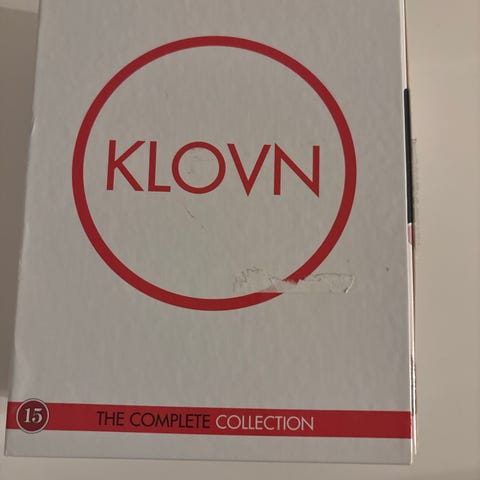 KLOVN
15
THE COMPLETE COLLECTION